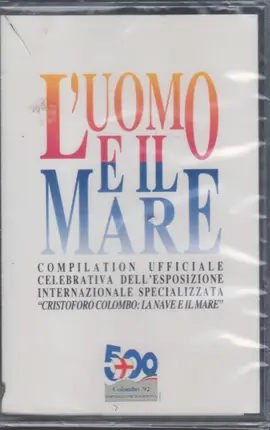 L'UOMO
E IL
MARE
COMPILATION UFFICIALE
CELEBRATIVA DELL'ESPOSIZIONE
INTERNAZIONALE SPECIALIZZATA
"CRISTOFORO COLOMBO: LA NAVE E IL MARE"
500
Colombo '92